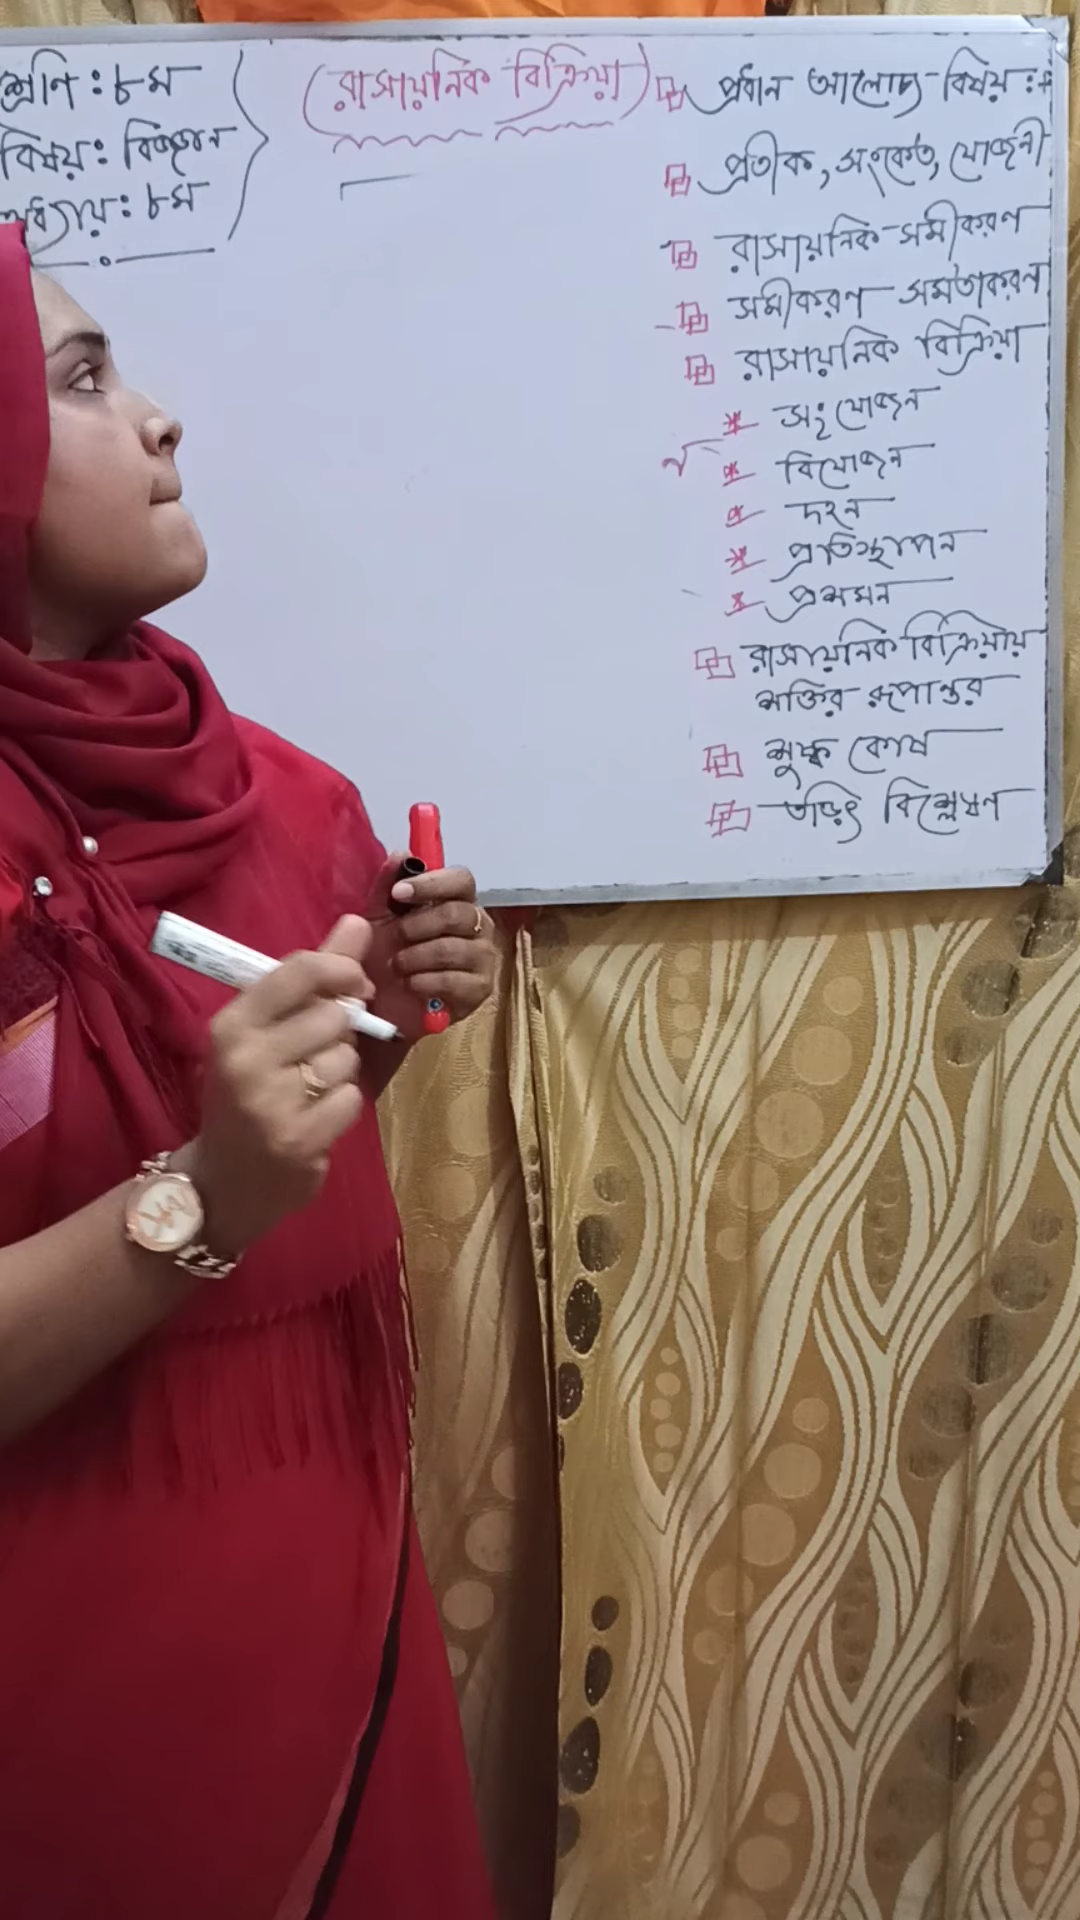 শ্রেণি : ৮ম
বিষয় : বিজ্ঞান
অধ্যায় : ৮ম
(রাসায়নিক বিক্রিয়া)
প্রধান আলোচ্য বিষয় :
প্রতীক, সংকেত, যোজনী
রাসায়নিক সমীকরণ
সমীকরণ সমতাকরণ
রাসায়নিক বিক্রিয়া
* সংযোজন
* বিযোজন
* দহন
* প্রতিস্থাপন
* প্রশমন
রাসায়নিক বিক্রিয়ায়
শক্তির রূপান্তর
শুষ্ক কোষ
তড়িৎ বিশ্লেষণ